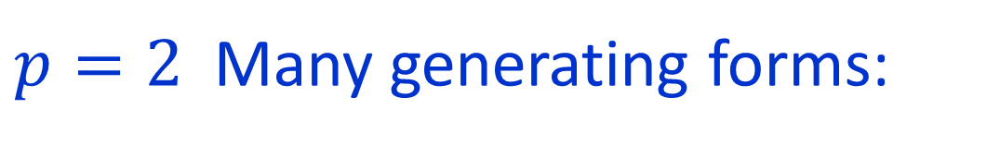 p = 2 Many generating forms: